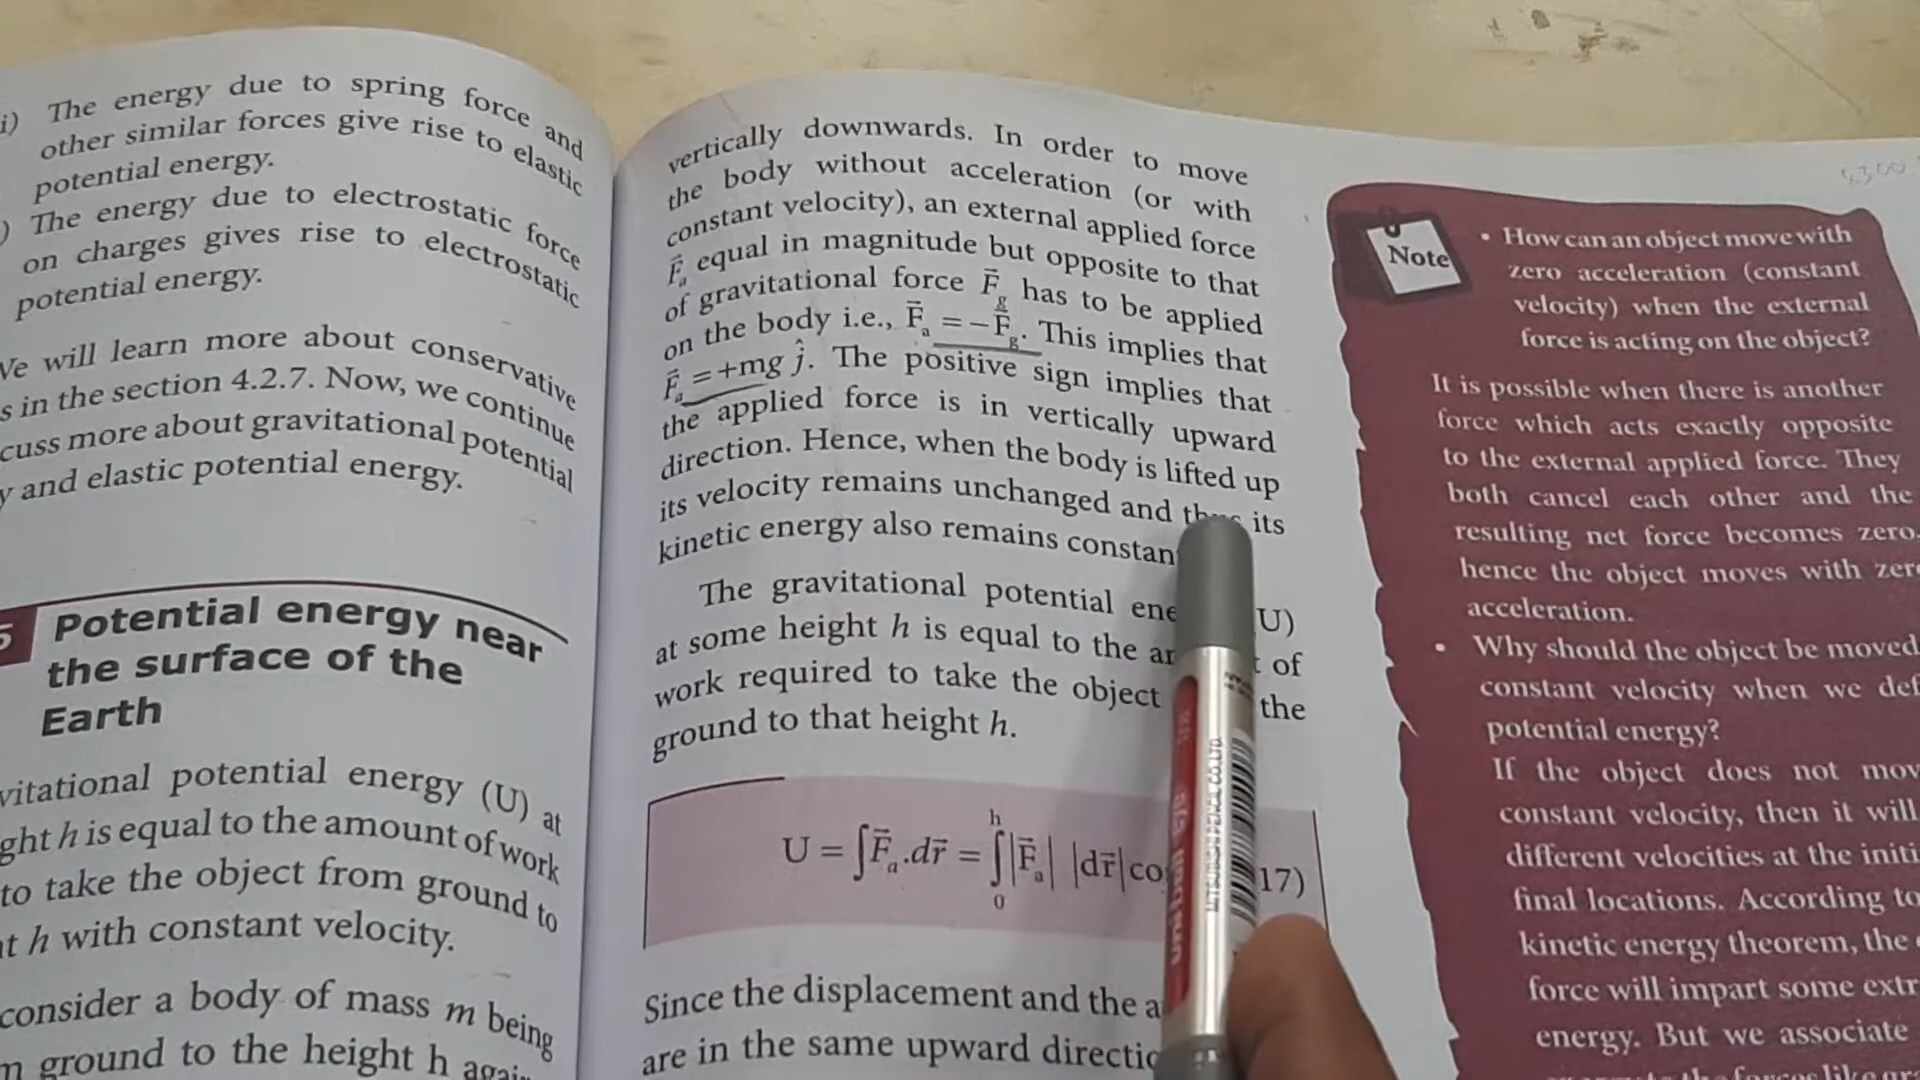 i) The energy due to spring force and
other similar forces give rise to elastic
potential energy.
) The energy due to electrostatic force
on charges gives rise to electrostatic
potential energy.
We will learn more about conservative
s in the section 4.2.7. Now, we continue
cuss more about gravitational potential
y and elastic potential energy.
5 Potential energy near
the surface of the
Earth
vitational potential energy (U) at
ght h is equal to the amount of work
to take the object from ground to
ht h with constant velocity.
consider a body of mass m being
m ground to the height h
vertically downwards. In order to move
the body without acceleration (or with
constant velocity), an external applied force
F⃗ₐ equal in magnitude but opposite to that
of gravitational force F⃗g has to be applied
on the body i.e., F⃗ₐ = −F⃗g. This implies that
F⃗ₐ = +mg ĵ. The positive sign implies that
the applied force is in vertically upward
direction. Hence, when the body is lifted up
its velocity remains unchanged and its
kinetic energy also remains constan
The gravitational potential ene U)
at some height h is equal to the of
work required to take the object the
ground to that height h.
U = ∫F⃗ₐ.dr⃗ = ∫₀ʰ|F⃗ₐ| |dr⃗|co 17)
Since the displacement and the a
are in the same upward directio
Note
• How can an object move with
zero acceleration (constant
velocity) when the external
force is acting on the object?
It is possible when there is another
force which acts exactly opposite
to the external applied force. They
both cancel each other and the
resulting net force becomes zero,
hence the object moves with zero
acceleration.
• Why should the object be moved
constant velocity when we def
potential energy?
If the object does not mov
constant velocity, then it will
different velocities at the initi
final locations. According to
kinetic energy theorem, the
force will impart some extr
energy. But we associate